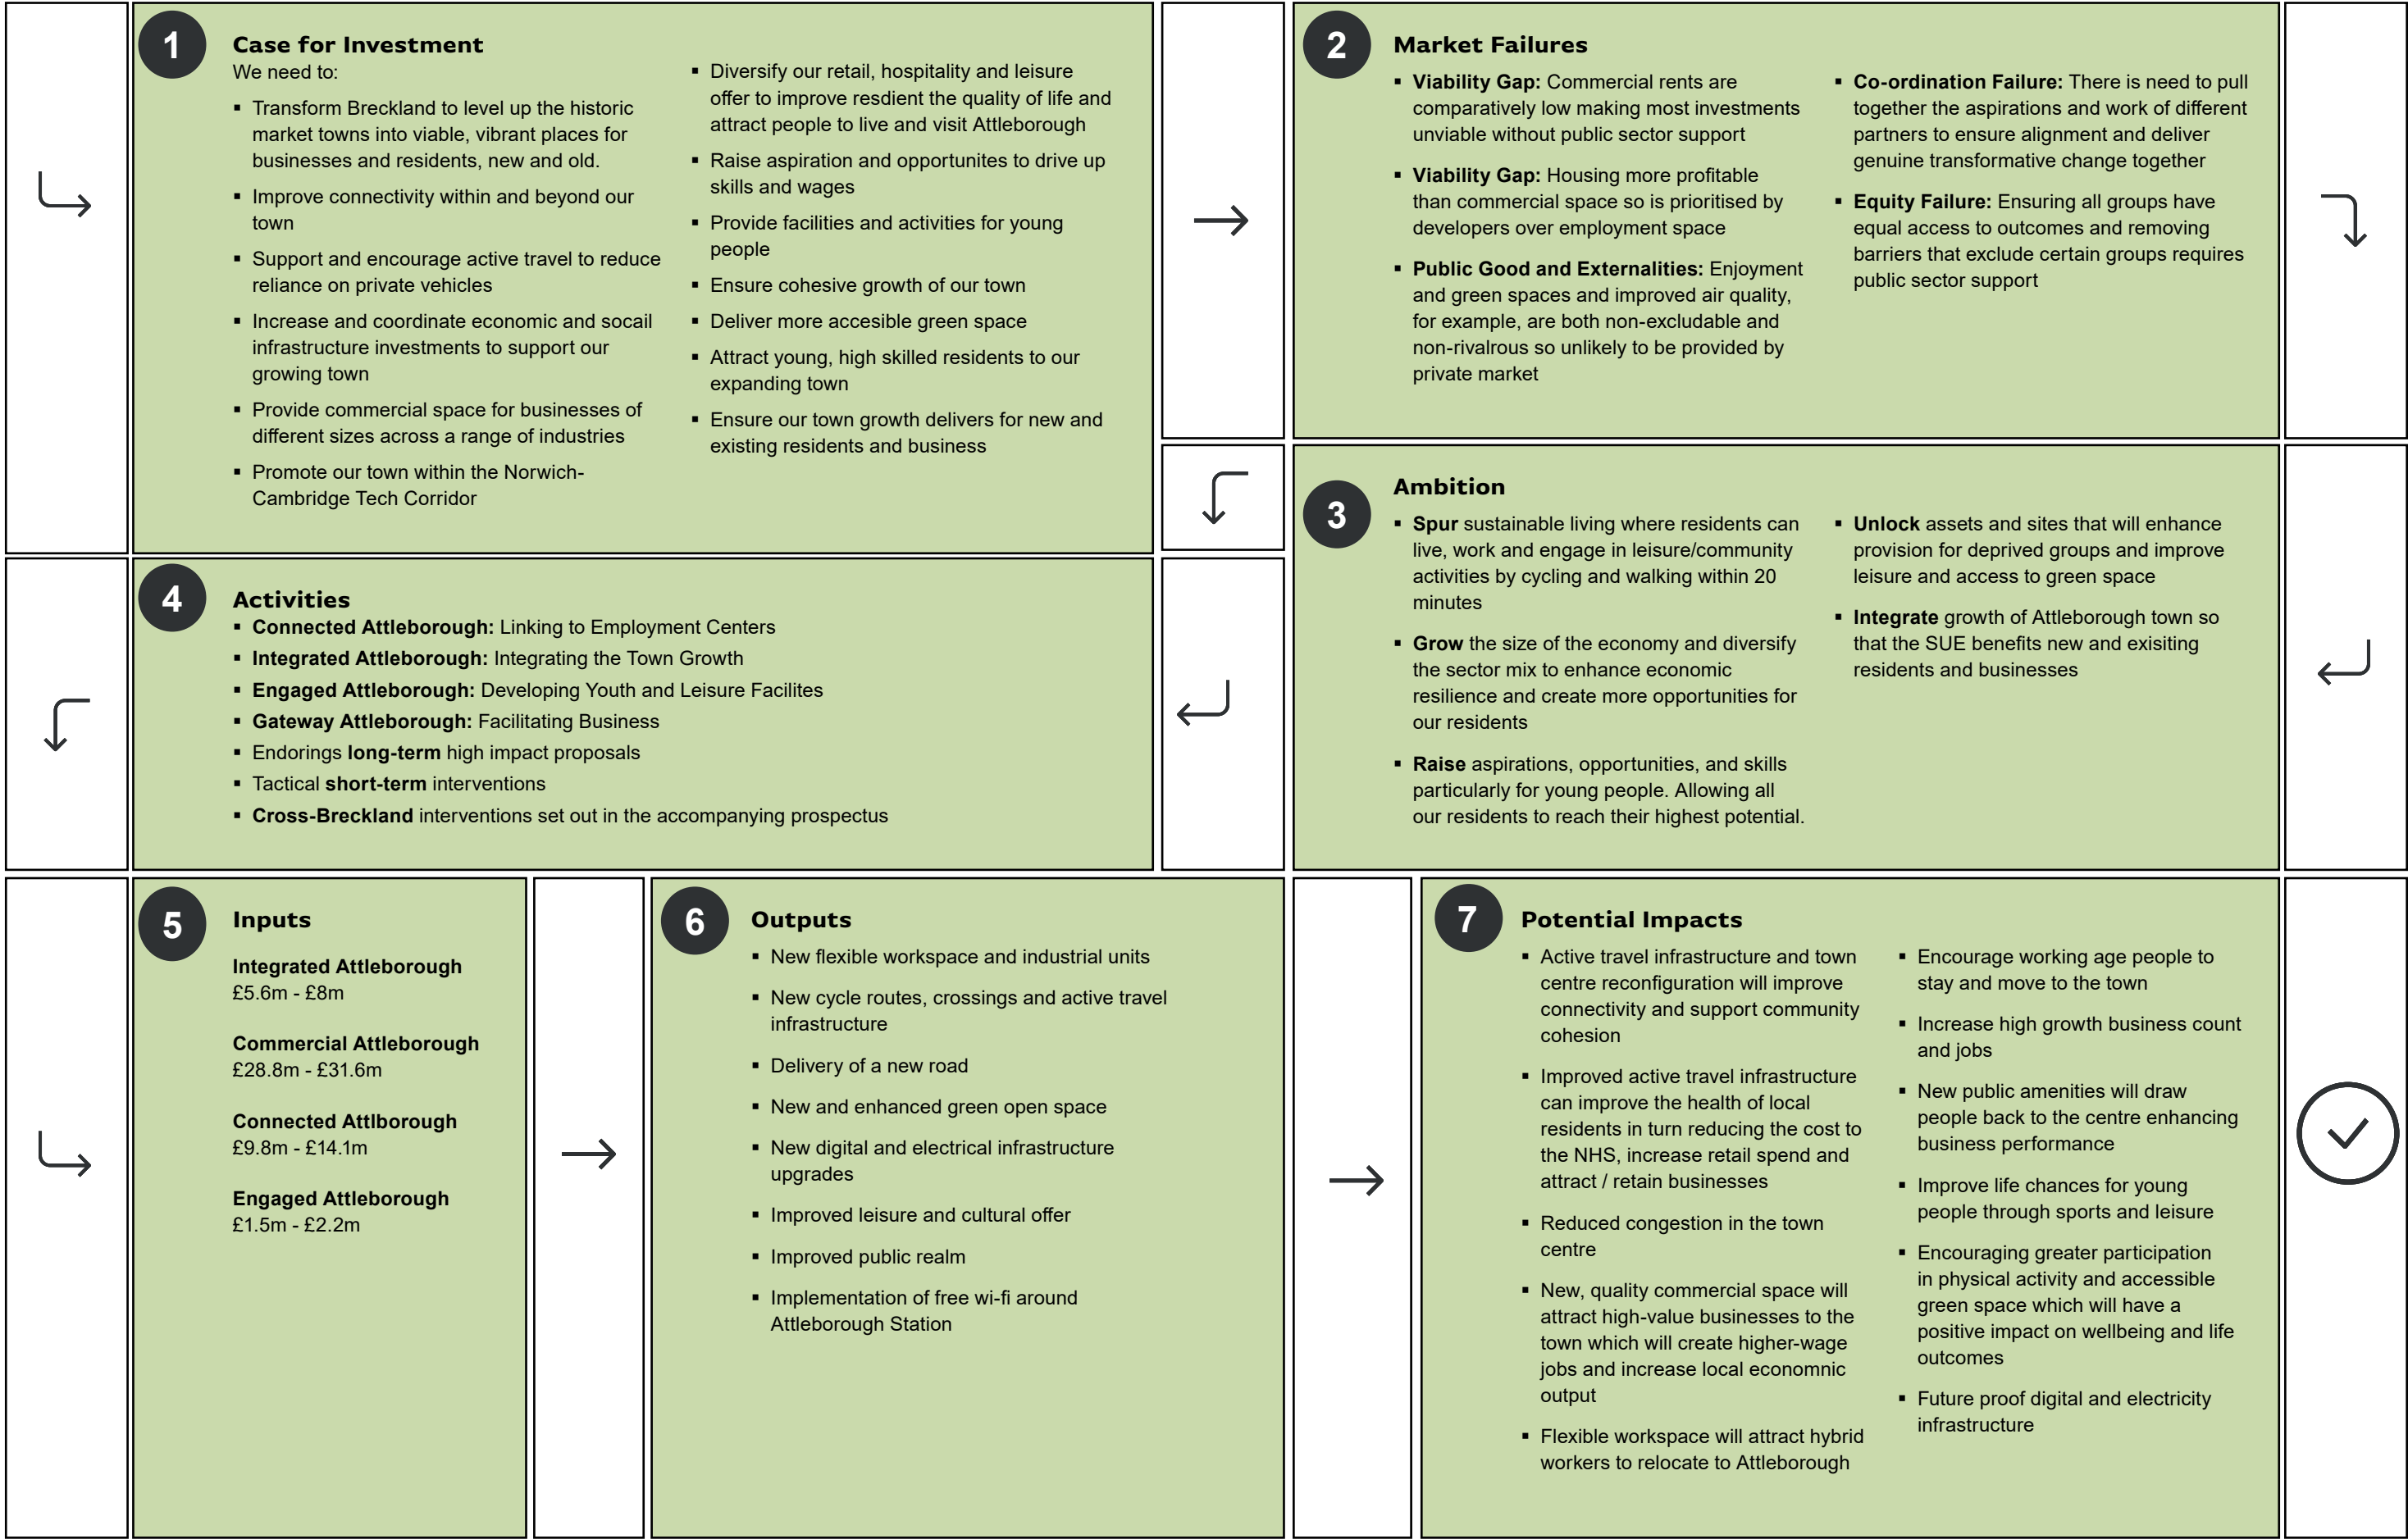 1
Case for Investment
We need to:
▪ Transform Breckland to level up the historic
market towns into viable, vibrant places for
businesses and residents, new and old.
▪ Improve connectivity within and beyond our
town
▪ Support and encourage active travel to reduce
reliance on private vehicles
▪ Increase and coordinate economic and socail
infrastructure investments to support our
growing town
▪ Provide commercial space for businesses of
different sizes across a range of industries
▪ Promote our town within the Norwich-
Cambridge Tech Corridor
▪ Diversify our retail, hospitality and leisure
offer to improve resdient the quality of life and
attract people to live and visit Attleborough
▪ Raise aspiration and opportunites to drive up
skills and wages
▪ Provide facilities and activities for young
people
▪ Ensure cohesive growth of our town
▪ Deliver more accesible green space
▪ Attract young, high skilled residents to our
expanding town
▪ Ensure our town growth delivers for new and
existing residents and business
2
Market Failures
▪ Viability Gap: Commercial rents are
comparatively low making most investments
unviable without public sector support
▪ Viability Gap: Housing more profitable
than commercial space so is prioritised by
developers over employment space
▪ Public Good and Externalities: Enjoyment
and green spaces and improved air quality,
for example, are both non-excludable and
non-rivalrous so unlikely to be provided by
private market
▪ Co-ordination Failure: There is need to pull
together the aspirations and work of different
partners to ensure alignment and deliver
genuine transformative change together
▪ Equity Failure: Ensuring all groups have
equal access to outcomes and removing
barriers that exclude certain groups requires
public sector support
3
Ambition
▪ Spur sustainable living where residents can
live, work and engage in leisure/community
activities by cycling and walking within 20
minutes
▪ Grow the size of the economy and diversify
the sector mix to enhance economic
resilience and create more opportunities for
our residents
▪ Raise aspirations, opportunities, and skills
particularly for young people. Allowing all
our residents to reach their highest potential.
▪ Unlock assets and sites that will enhance
provision for deprived groups and improve
leisure and access to green space
▪ Integrate growth of Attleborough town so
that the SUE benefits new and exisiting
residents and businesses
4
Activities
▪ Connected Attleborough: Linking to Employment Centers
▪ Integrated Attleborough: Integrating the Town Growth
▪ Engaged Attleborough: Developing Youth and Leisure Facilites
▪ Gateway Attleborough: Facilitating Business
▪ Endorings long-term high impact proposals
▪ Tactical short-term interventions
▪ Cross-Breckland interventions set out in the accompanying prospectus
5
Inputs
Integrated Attleborough
£5.6m - £8m
Commercial Attleborough
£28.8m - £31.6m
Connected Attlborough
£9.8m - £14.1m
Engaged Attleborough
£1.5m - £2.2m
6
Outputs
▪ New flexible workspace and industrial units
▪ New cycle routes, crossings and active travel
infrastructure
▪ Delivery of a new road
▪ New and enhanced green open space
▪ New digital and electrical infrastructure
upgrades
▪ Improved leisure and cultural offer
▪ Improved public realm
▪ Implementation of free wi-fi around
Attleborough Station
7
Potential Impacts
▪ Active travel infrastructure and town
centre reconfiguration will improve
connectivity and support community
cohesion
▪ Improved active travel infrastructure
can improve the health of local
residents in turn reducing the cost to
the NHS, increase retail spend and
attract / retain businesses
▪ Reduced congestion in the town
centre
▪ New, quality commercial space will
attract high-value businesses to the
town which will create higher-wage
jobs and increase local economnic
output
▪ Flexible workspace will attract hybrid
workers to relocate to Attleborough
▪ Encourage working age people to
stay and move to the town
▪ Increase high growth business count
and jobs
▪ New public amenities will draw
people back to the centre enhancing
business performance
▪ Improve life chances for young
people through sports and leisure
▪ Encouraging greater participation
in physical activity and accessible
green space which will have a
positive impact on wellbeing and life
outcomes
▪ Future proof digital and electricity
infrastructure